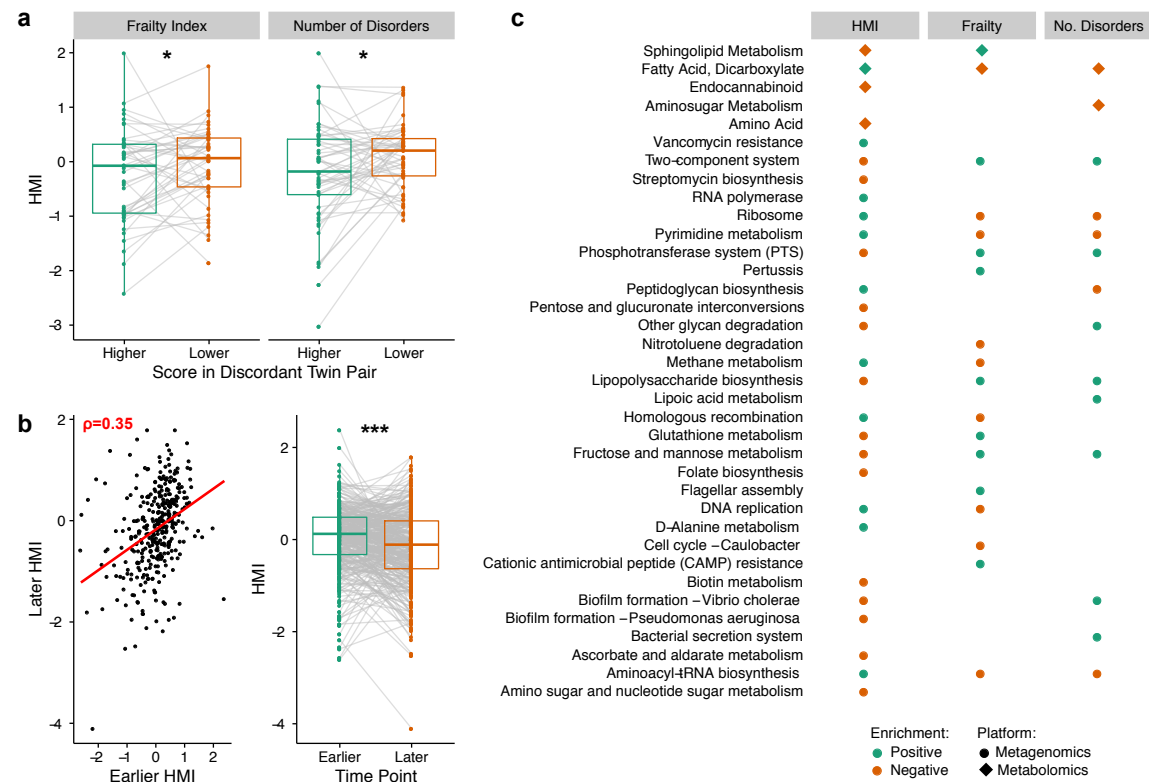 a
Frailty Index
Number of Disorders
*
*
2
1
0
−1
−2
−3
HMI
Higher
Lower
Higher
Lower
Score in Discordant Twin Pair
b
ρ=0.35
2
0
−2
−4
Later HMI
−2
−1
0
1
2
Earlier HMI
***
2
0
−2
−4
HMI
Earlier
Later
Time Point
c
HMI
Frailty
No. Disorders
Sphingolipid Metabolism
Fatty Acid, Dicarboxylate
Endocannabinoid
Aminosugar Metabolism
Amino Acid
Vancomycin resistance
Two−component system
Streptomycin biosynthesis
RNA polymerase
Ribosome
Pyrimidine metabolism
Phosphotransferase system (PTS)
Pertussis
Peptidoglycan biosynthesis
Pentose and glucuronate interconversions
Other glycan degradation
Nitrotoluene degradation
Methane metabolism
Lipopolysaccharide biosynthesis
Lipoic acid metabolism
Homologous recombination
Glutathione metabolism
Fructose and mannose metabolism
Folate biosynthesis
Flagellar assembly
DNA replication
D−Alanine metabolism
Cell cycle −Caulobacter
Cationic antimicrobial peptide (CAMP) resistance
Biotin metabolism
Biofilm formation −Vibrio cholerae
Biofilm formation −Pseudomonas aeruginosa
Bacterial secretion system
Ascorbate and aldarate metabolism
Aminoacyl−tRNA biosynthesis
Amino sugar and nucleotide sugar metabolism
Enrichment:
Positive
Negative
Platform:
Metagenomics
Metabolomics